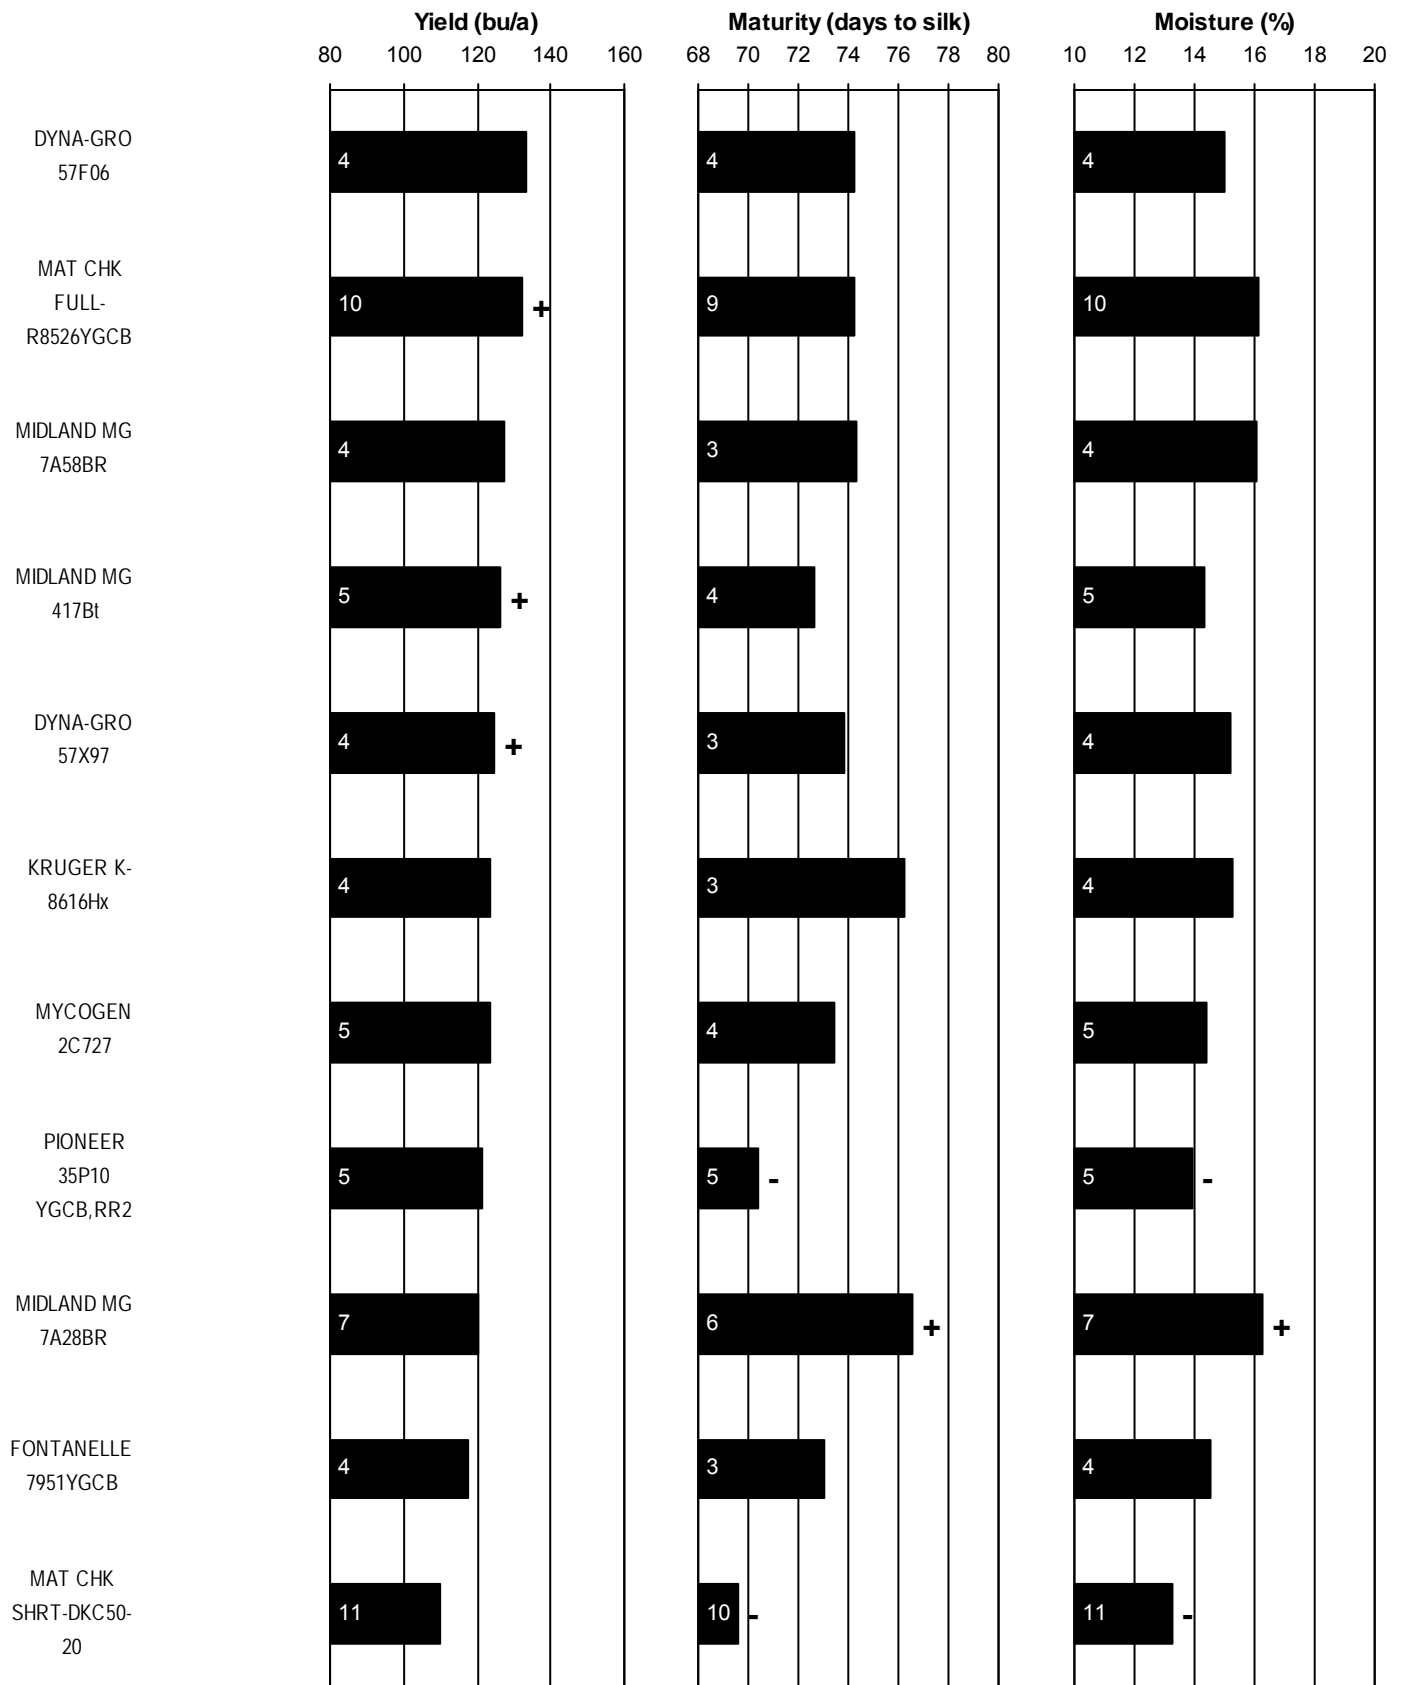 Yield (bu/a) Maturity (days to silk) Moisture (%)
80 100 120 140 160 68 70 72 74 76 78 80 10 12 14 16 18 20
DYNA-GRO
57F06
4 4 4
MAT CHK
FULL-
R8526YGCB
10 + 9 10
MIDLAND MG
7A58BR
4 3 4
MIDLAND MG
417Bt
5 + 4 5
DYNA-GRO
57X97
4 + 3 4
KRUGER K-
8616Hx
4 3 4
MYCOGEN
2C727
5 4 5
PIONEER
35P10
YGCB,RR2
5 5 - 5 -
MIDLAND MG
7A28BR
7 6 + 7 +
FONTANELLE
7951YGCB
4 3 4
MAT CHK
SHRT-DKC50-
20
11 10 - 11 -